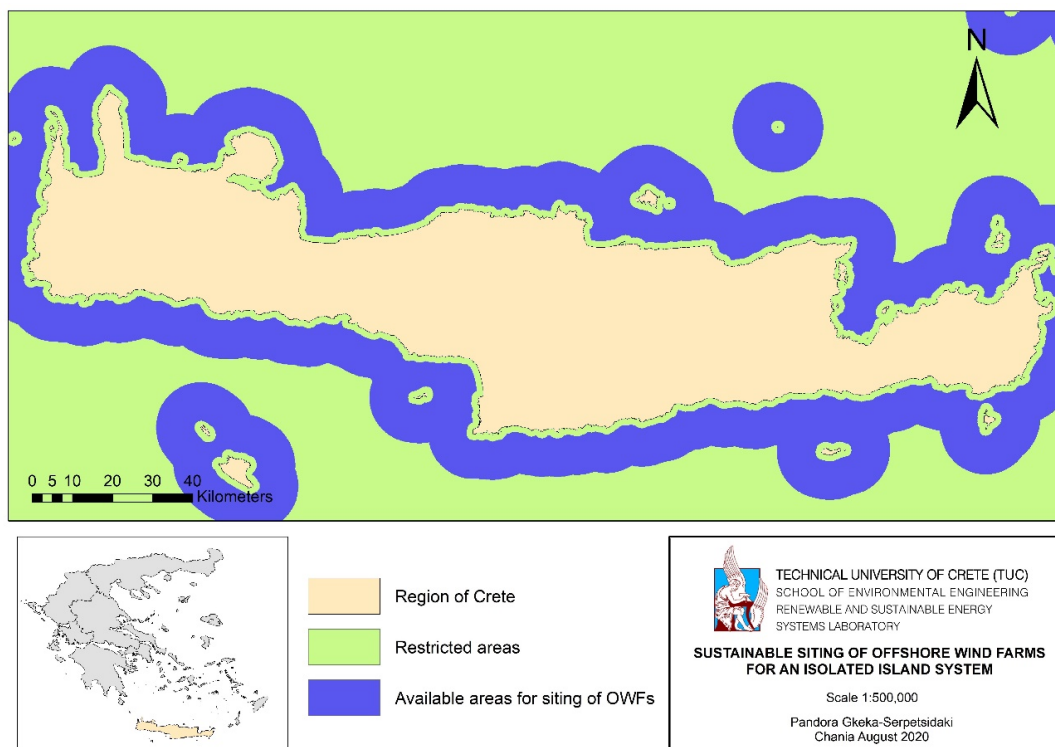 N
0 5 10 20 30 40
Kilometers
Region of Crete
Restricted areas
Available areas for siting of OWFs
TECHNICAL UNIVERSITY OF CRETE (TUC)
SCHOOL OF ENVIRONMENTAL ENGINEERING
RENEWABLE AND SUSTAINABLE ENERGY
SYSTEMS LABORATORY
SUSTAINABLE SITING OF OFFSHORE WIND FARMS
FOR AN ISOLATED ISLAND SYSTEM
Scale 1:500,000
Pandora Gkeka-Serpetsidaki
Chania August 2020